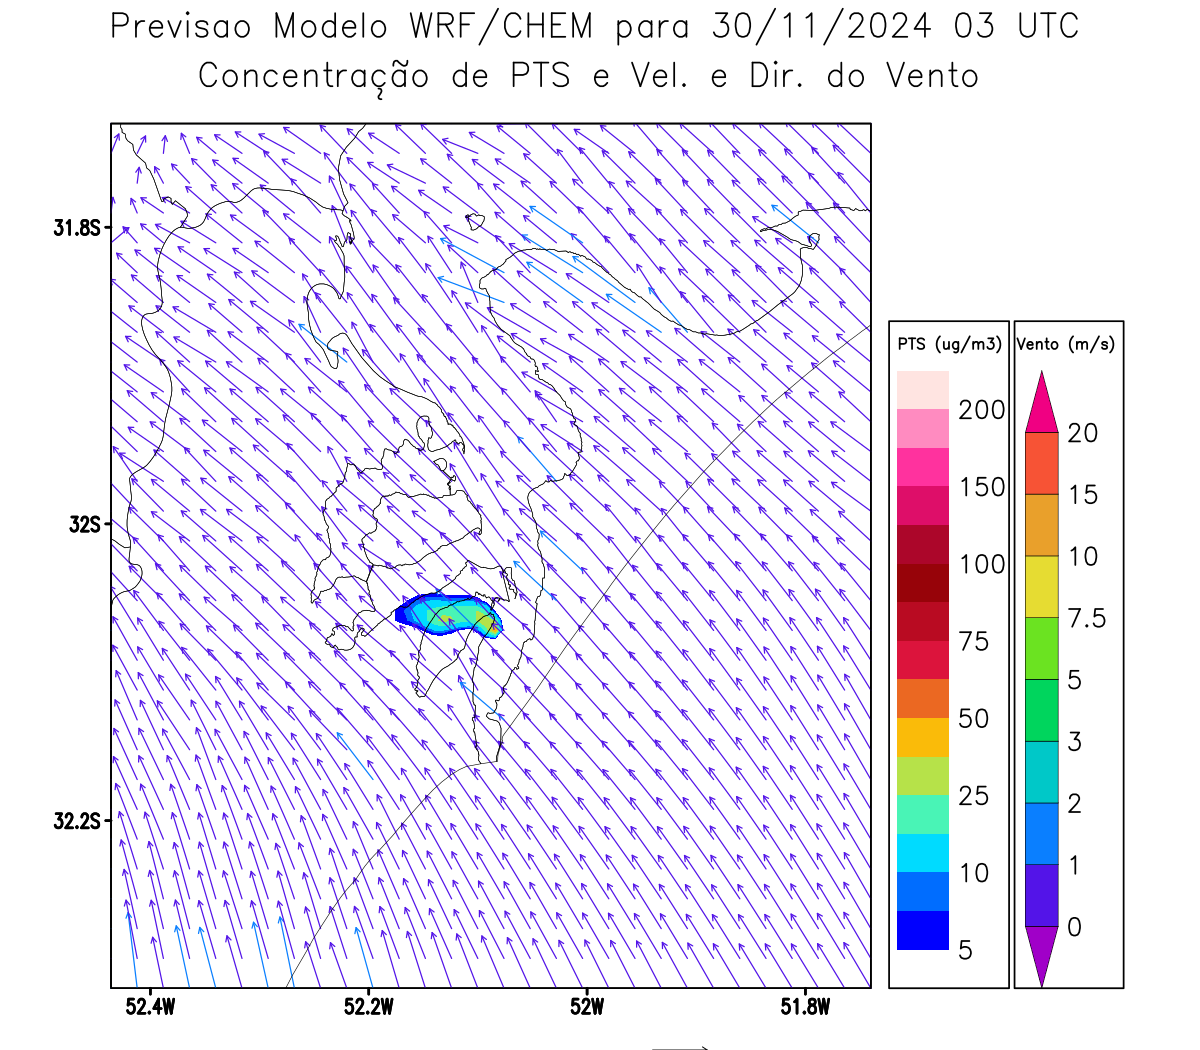 Previsao Modelo WRF/CHEM para 30/11/2024 03 UTC
Concentração de PTS e Vel. e Dir. do Vento
31.8S
32S
32.2S
52.4W 52.2W 52W 51.8W
PTS (ug/m3)
200
150
100
75
50
25
10
5
Vento (m/s)
20
15
10
7.5
5
3
2
1
0